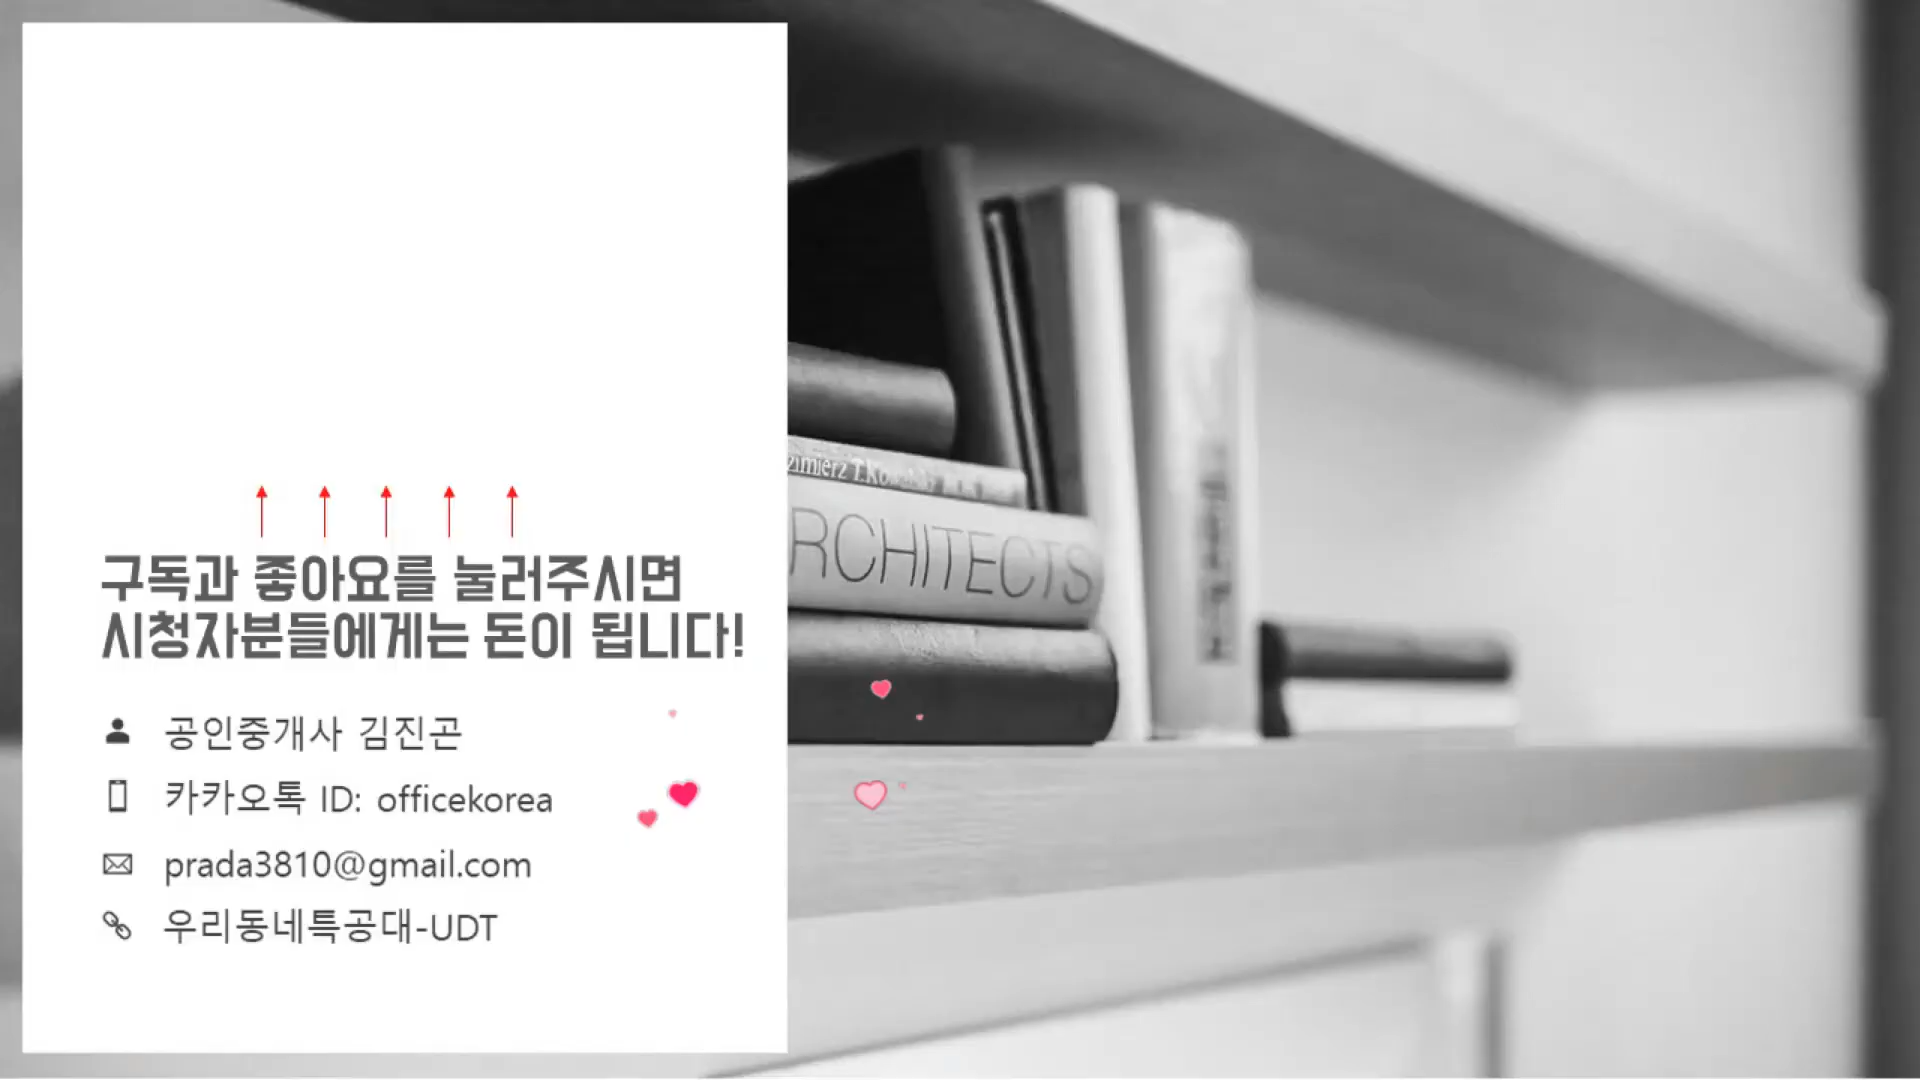 구독과 좋아요를 눌러주시면
시청자분들에게는 돈이 됩니다!
공인중개사 김진곤
카카오톡 ID: officekorea
prada3810@gmail.com
우리동네특공대-UDT
zimierz T.Kowalski
RCHITECTS